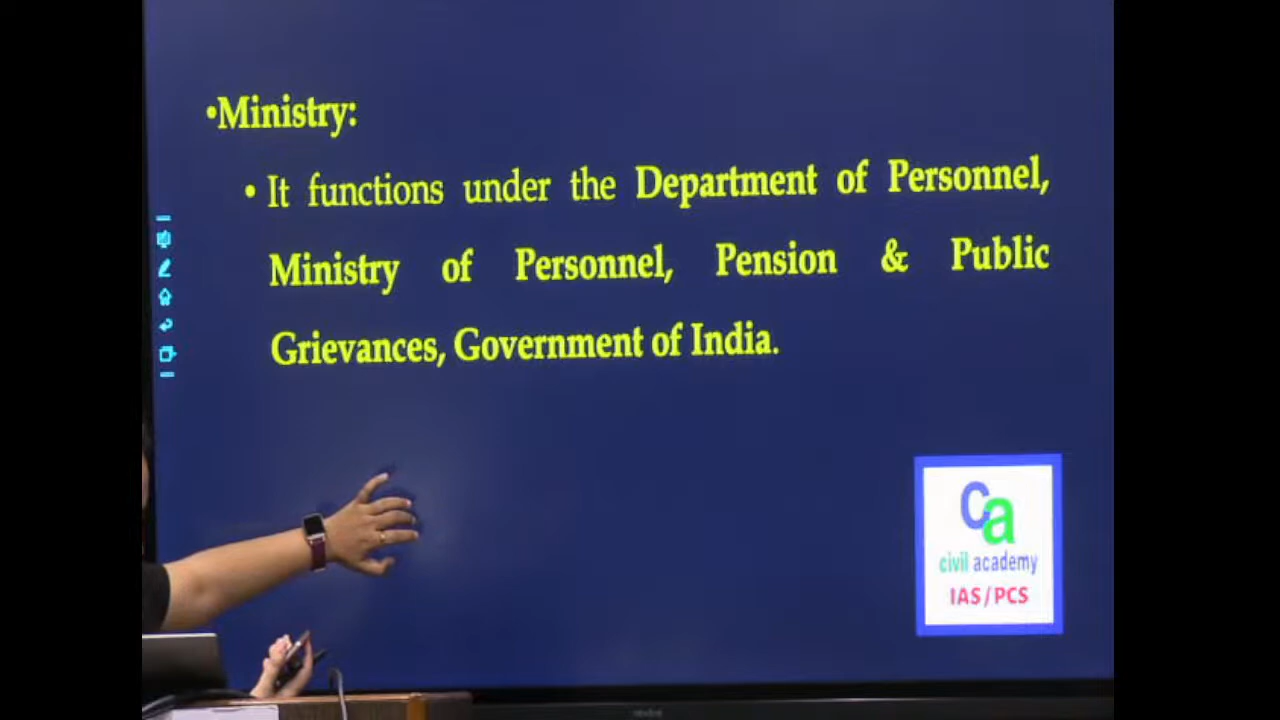 •Ministry:
• It functions under the Department of Personnel,
Ministry of Personnel, Pension & Public
Grievances, Government of India.
Ca
civil academy
IAS/PCS